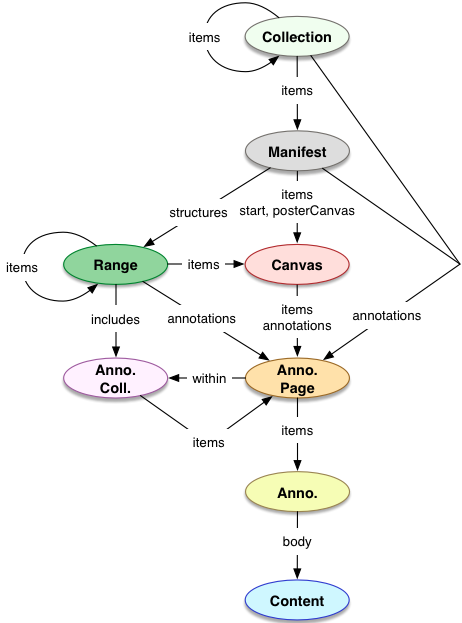 items
Collection
items
Manifest
items
start, posterCanvas
structures
items
Range
items
Canvas
includes
annotations
items
annotations
annotations
Anno.
Coll.
within
Anno.
Page
items
items
Anno.
body
Content